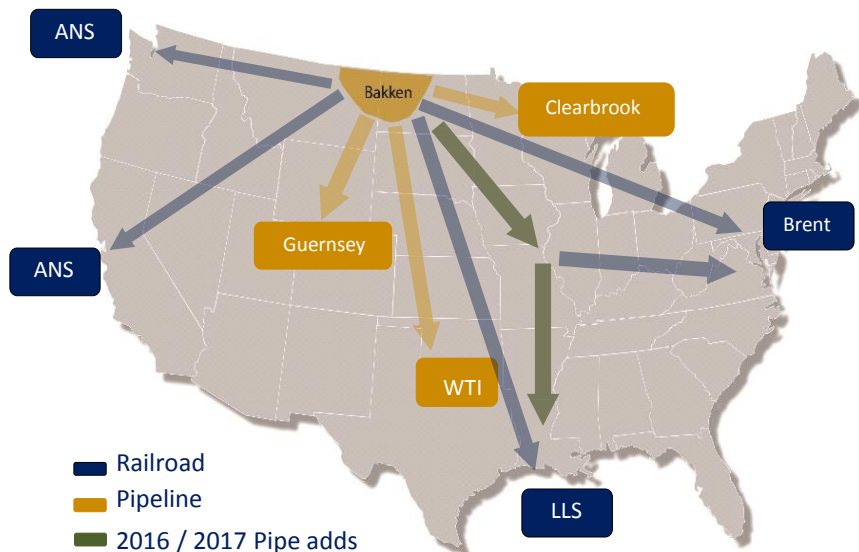 ANS
Bakken
Clearbrook
Guernsey
Brent
ANS
WTI
Railroad
Pipeline
2016 / 2017 Pipe adds
LLS